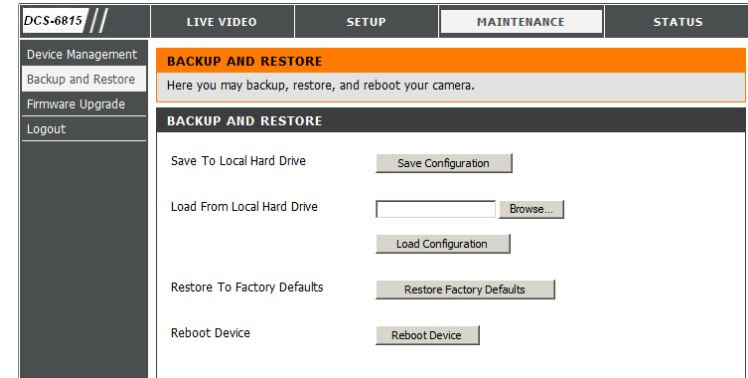 DCS-6815 // LIVE VIDEO SETUP MAINTENANCE STATUS
Device Management
Backup and Restore
Firmware Upgrade
Logout
BACKUP AND RESTORE
Here you may backup, restore, and reboot your camera.
BACKUP AND RESTORE
Save To Local Hard Drive Save Configuration
Load From Local Hard Drive Browse...
Load Configuration
Restore To Factory Defaults Restore Factory Defaults
Reboot Device Reboot Device